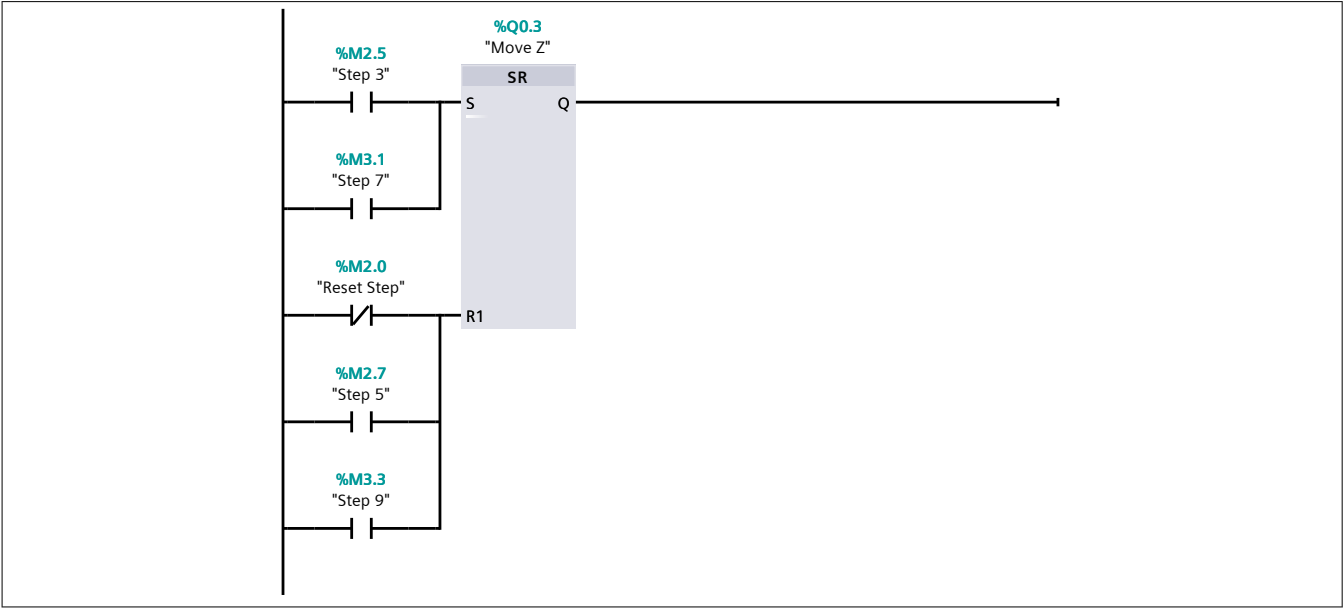 %Q0.3
"Move Z"
%M2.5
"Step 3"
SR
S
Q
%M3.1
"Step 7"
%M2.0
"Reset Step"
R1
%M2.7
"Step 5"
%M3.3
"Step 9"